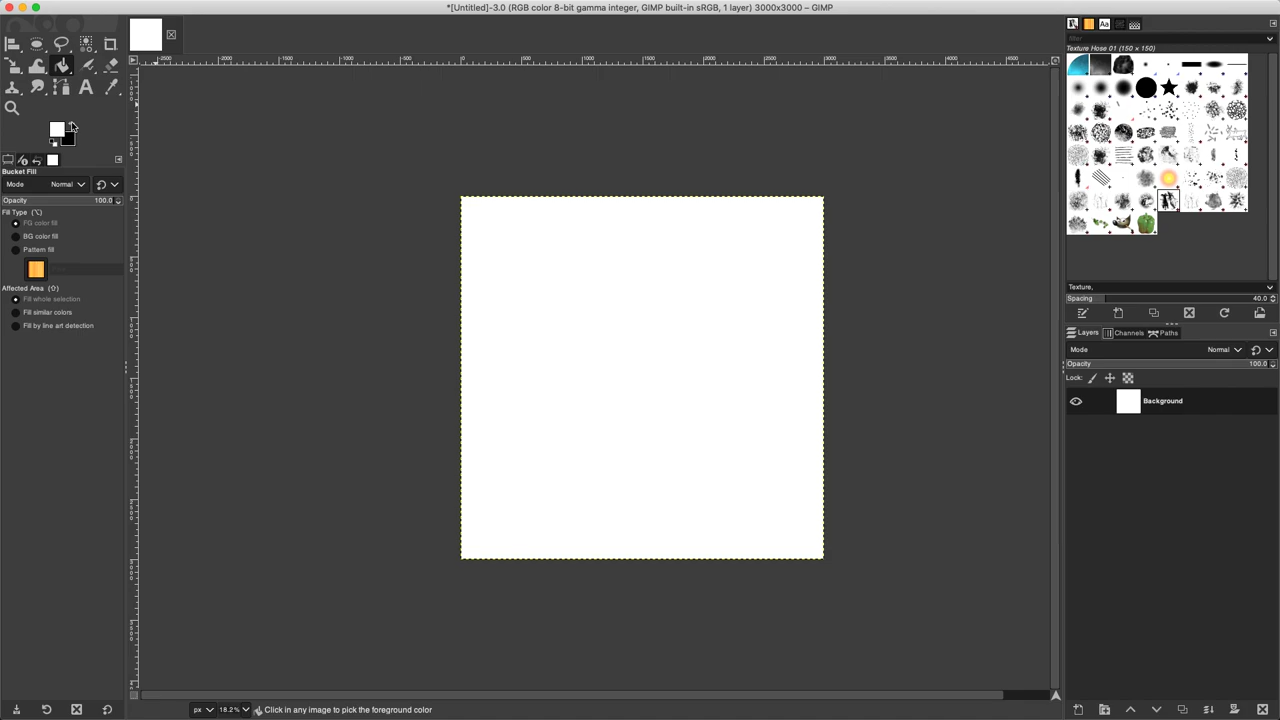 *[Untitled]-3.0 (RGB color 8-bit gamma integer, GIMP built-in sRGB, 1 layer) 3000x3000 – GIMP
filter
Texture Hose 01 (150 × 150)
Bucket Fill
Mode Normal
Opacity 100.0
Fill Type (⌥)
FG color fill
BG color fill
Pattern fill
Affected Area (⇧)
Fill whole selection
Fill similar colors
Fill by line art detection
Texture,
Spacing 40.0
Layers Channels Paths
Mode Normal
Opacity 100.0
Lock:
Background
px 18.2% Click in any image to pick the foreground color